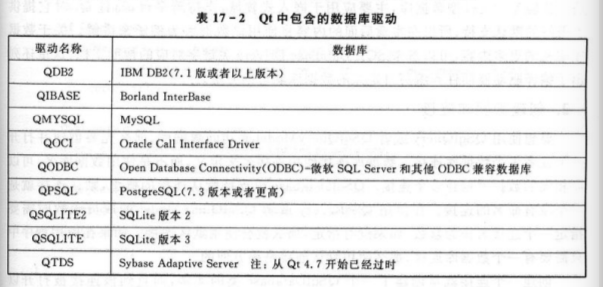 表 17-2 Qt 中包含的数据库驱动
驱动名称 数据库
QDB2 IBM DB2(7.1 版或者以上版本)
QIBASE Borland InterBase
QMYSQL MySQL
QOCI Oracle Call Interface Driver
QODBC Open Database Connectivity(ODBC)-微软 SQL Server 和其他 ODBC 兼容数据库
QPSQL PostgreSQL(7.3 版本或者更高)
QSQLITE2 SQLite 版本 2
QSQLITE SQLite 版本 3
QTDS Sybase Adaptive Server 注：从 Qt 4.7 开始已经过时